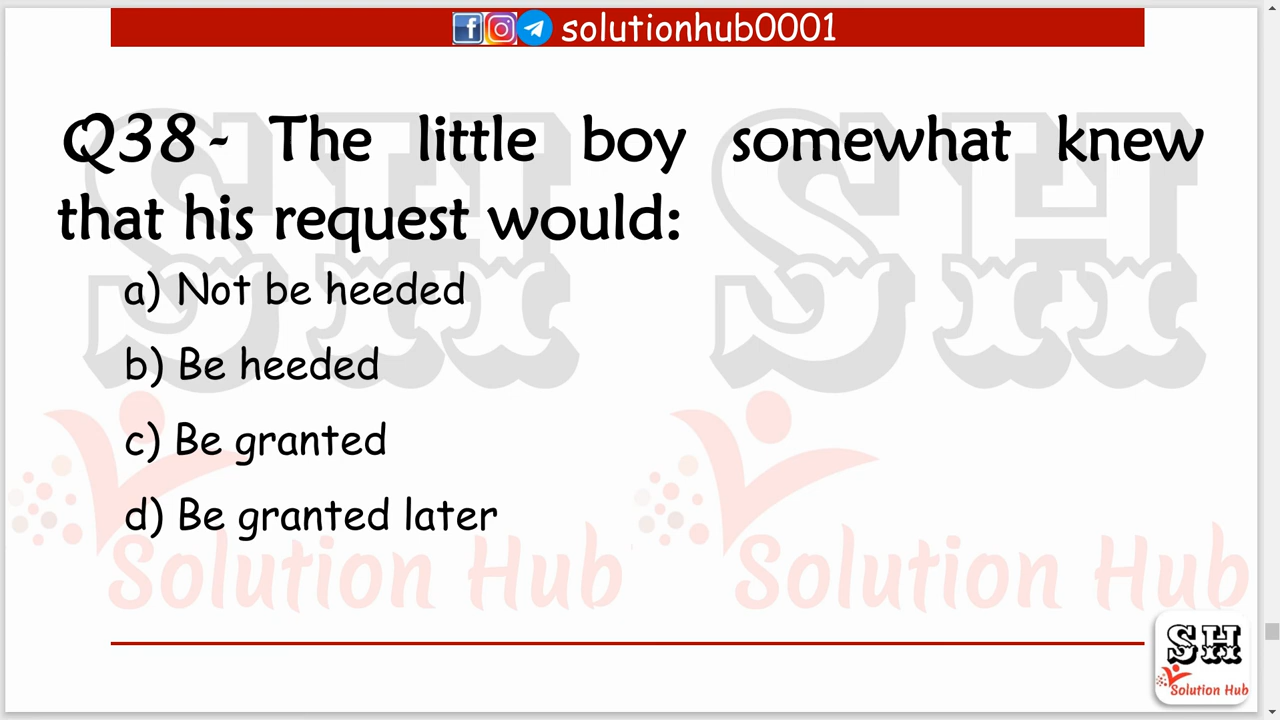 solutionhub0001
Q38- The little boy somewhat knew
that his request would:
a) Not be heeded
b) Be heeded
c) Be granted
d) Be granted later
SH SH
Solution Hub Solution Hub
SH
Solution Hub